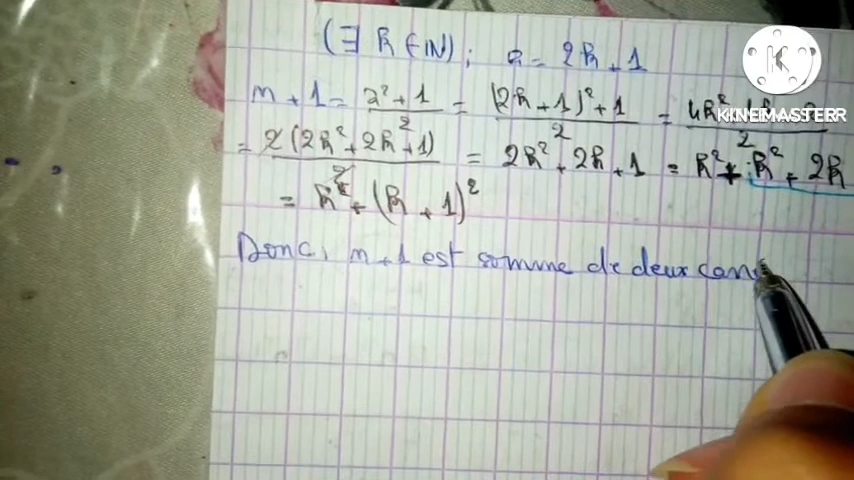 (∃ k ∈ ℕ) ; a = 2k + 1
n + 1 = (a² + 1)/2 = ((2k + 1)² + 1)/2 = 4k²
= 2(2k² + 2k + 1)/2 = 2k² + 2k + 1 = k² + k² + 2k
= k² + (k + 1)²
Donc, n + 1 est somme de deux
KINEMASTER